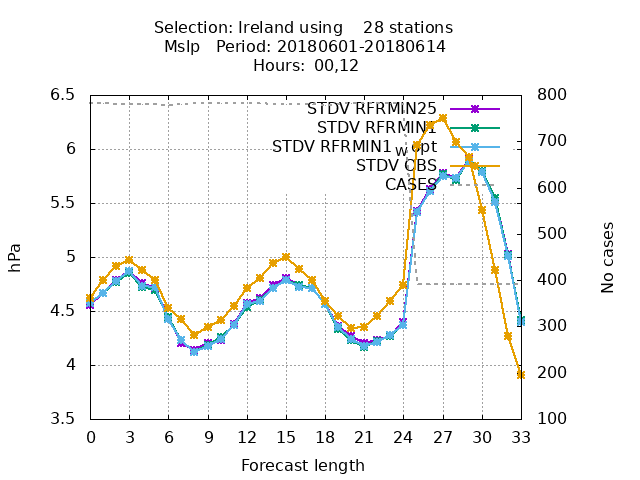 Selection: Ireland using    28 stations
Mslp   Period: 20180601-20180614
Hours:  00,12
6.5
6
5.5
5
4.5
4
3.5
800
700
600
500
400
300
200
100
hPa
No cases
STDV RFRMIN25
STDV RFRMIN1
STDV RFRMIN1w opt
STDV OBS
CASES
0 3 6 9 12 15 18 21 24 27 30 33
Forecast length